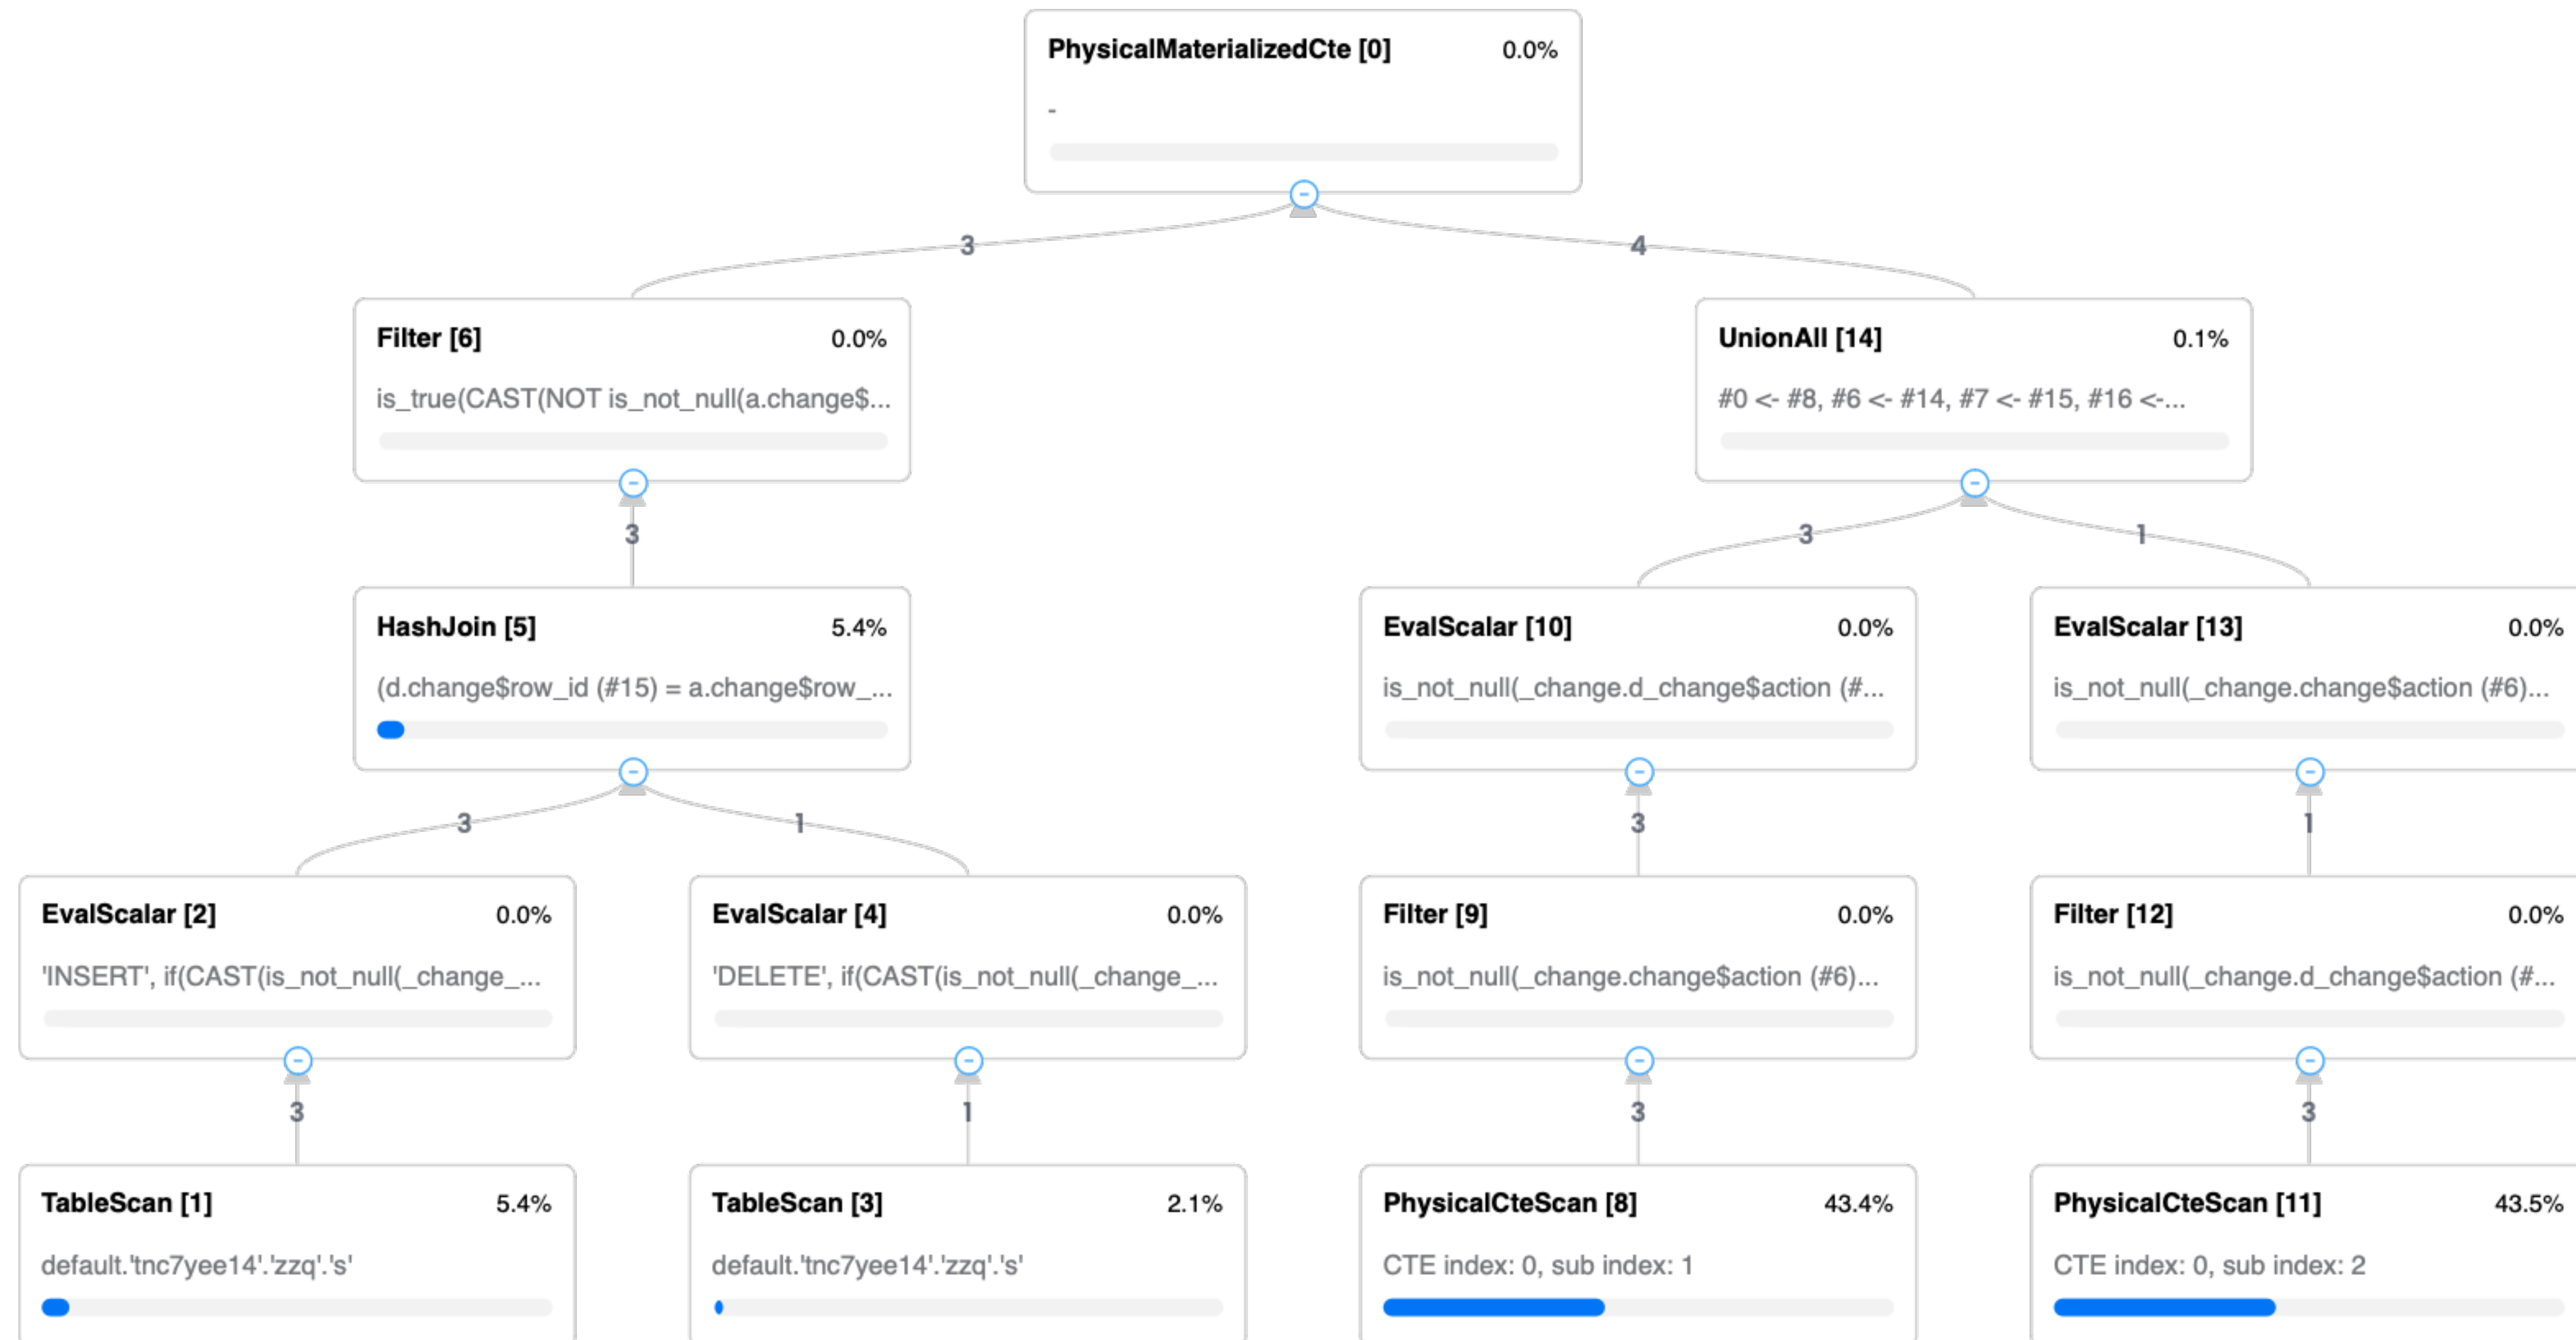 PhysicalMaterializedCte [0] 0.0%
-
3 4
Filter [6] 0.0%
is_true(CAST(NOT is_not_null(a.change$...
UnionAll [14] 0.1%
#0 <- #8, #6 <- #14, #7 <- #15, #16 <-...
3 3 1
HashJoin [5] 5.4%
(d.change$row_id (#15) = a.change$row_...
EvalScalar [10] 0.0%
is_not_null(_change.d_change$action (#...
EvalScalar [13] 0.0%
is_not_null(_change.change$action (#6)...
3 1 3 1
EvalScalar [2] 0.0%
'INSERT', if(CAST(is_not_null(_change_...
EvalScalar [4] 0.0%
'DELETE', if(CAST(is_not_null(_change_...
Filter [9] 0.0%
is_not_null(_change.change$action (#6)...
Filter [12] 0.0%
is_not_null(_change.d_change$action (#...
3 1 3 3
TableScan [1] 5.4%
default.'tnc7yee14'.'zzq'.'s'
TableScan [3] 2.1%
default.'tnc7yee14'.'zzq'.'s'
PhysicalCteScan [8] 43.4%
CTE index: 0, sub index: 1
PhysicalCteScan [11] 43.5%
CTE index: 0, sub index: 2